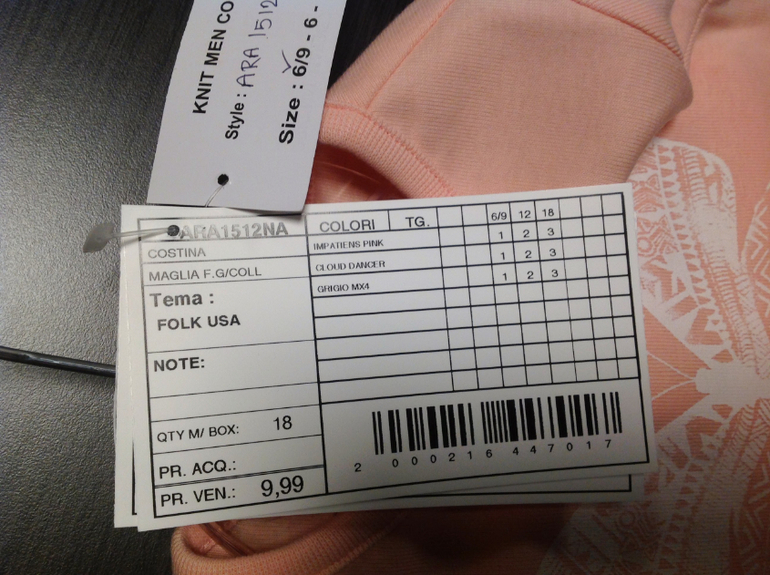 KNIT MEN CO
Style : ARA 1512
Size : 6/9 - 6 -
ARA1512NA
COSTINA
MAGLIA F.G/COLL
Tema :
FOLK USA
NOTE:
QTY M/ BOX: 18
PR. ACQ.:
PR. VEN.: 9,99
COLORI TG. 6/9 12 18
IMPATIENS PINK 1 2 3
CLOUD DANCER 1 2 3
GRIGIO MX4 1 2 3
2 000216 447017